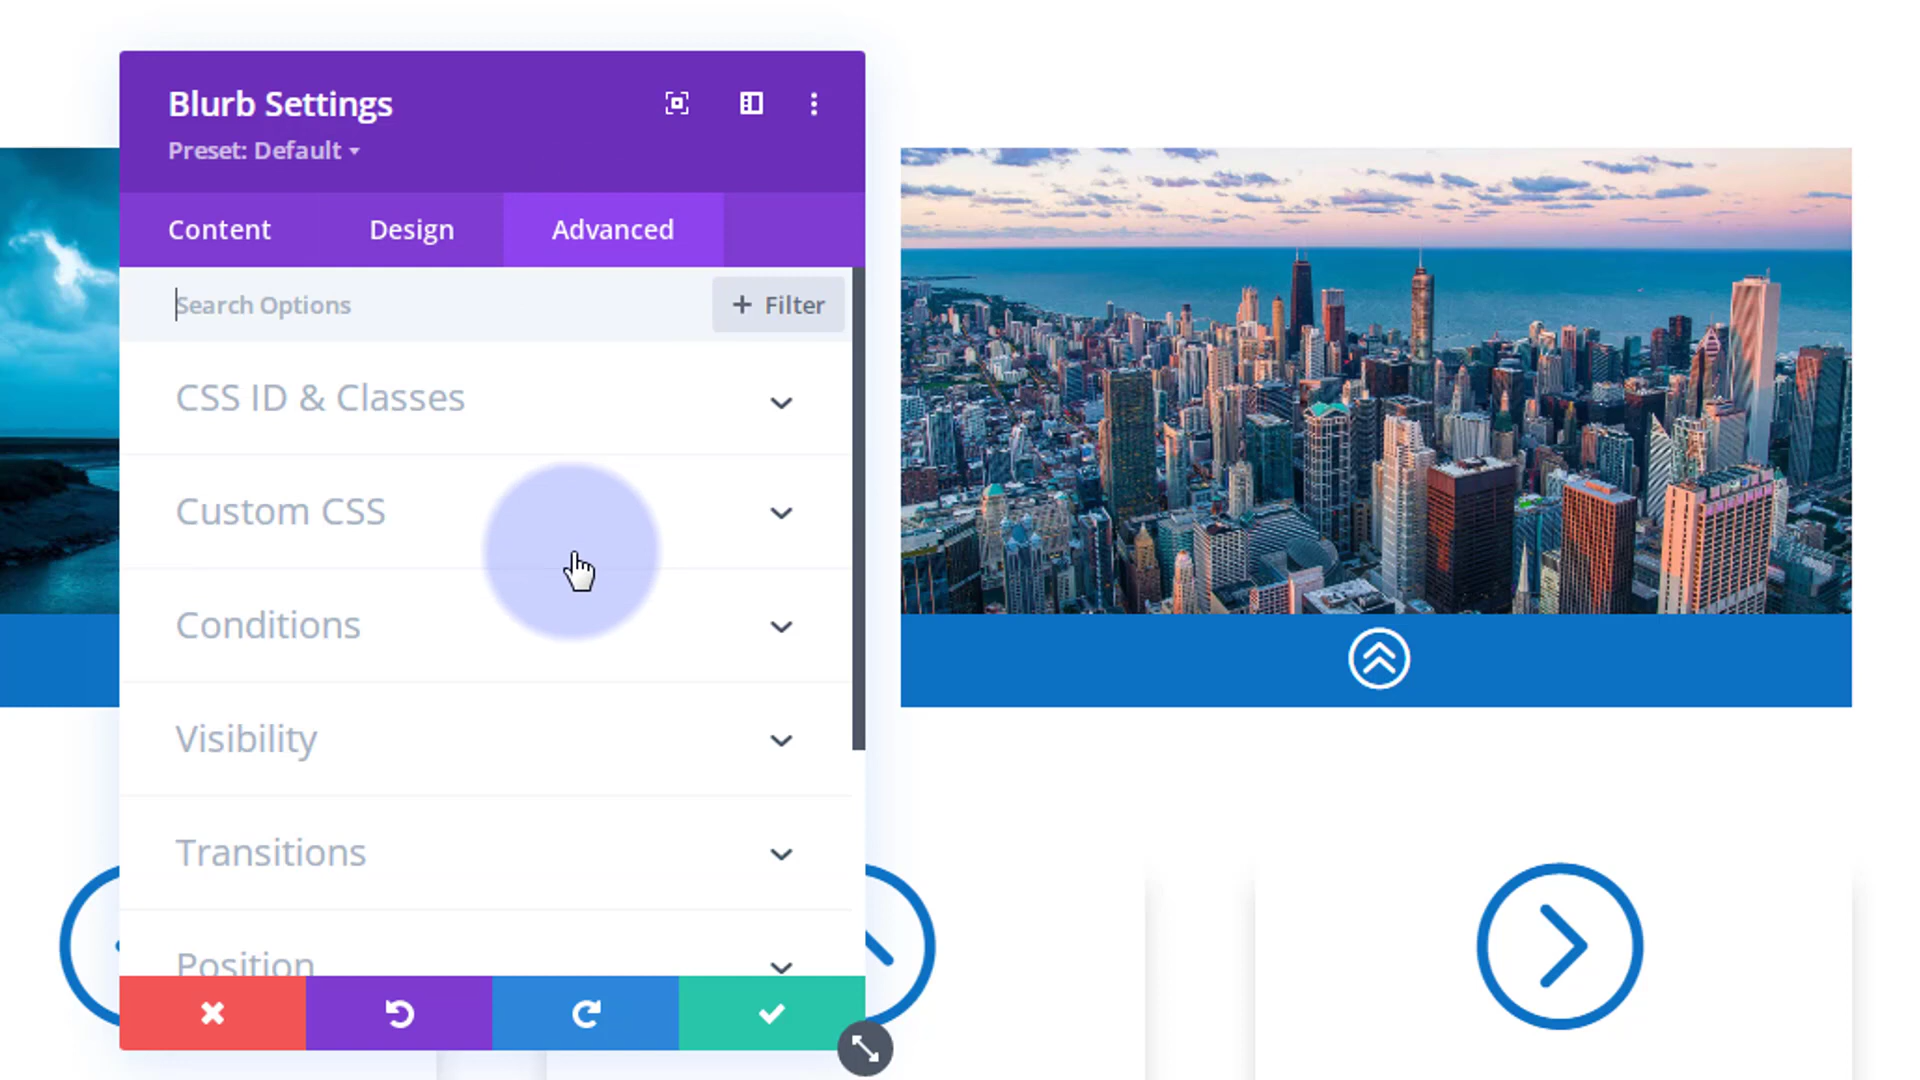 Blurb Settings
Preset: Default
Content Design Advanced
Search Options
+ Filter
CSS ID & Classes
Custom CSS
Conditions
Visibility
Transitions
Position